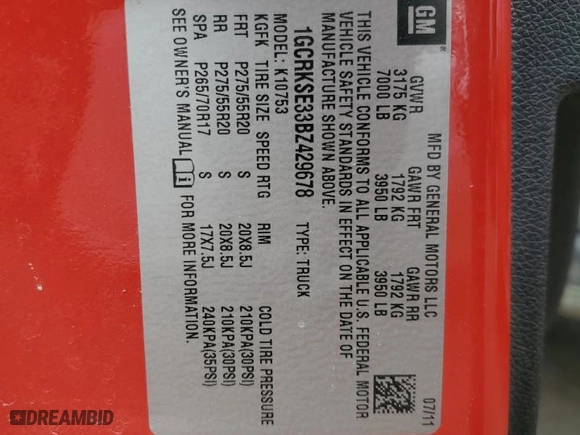 GM
MFD BY GENERAL MOTORS LLC 07/11
GVWR GAWR FRT GAWR RR
3175 KG 1792 KG 1792 KG
7000 LB 3950 LB 3950 LB
THIS VEHICLE CONFORMS TO ALL APPLICABLE U.S. FEDERAL MOTOR
VEHICLE SAFETY STANDARDS IN EFFECT ON THE DATE OF
MANUFACTURE SHOWN ABOVE.
1GCRKSE33BZ429678 TYPE: TRUCK
MODEL: K10753
KGFK TIRE SIZE SPEED RTG RIM COLD TIRE PRESSURE
FRT P275/55R20 S 20X8.5J 210KPA(30PSI)
RR P275/55R20 S 20X8.5J 210KPA(30PSI)
SPA P265/70R17 S 17X7.5J 240KPA(35PSI)
SEE OWNER'S MANUAL FOR MORE INFORMATION.
DREAMBID